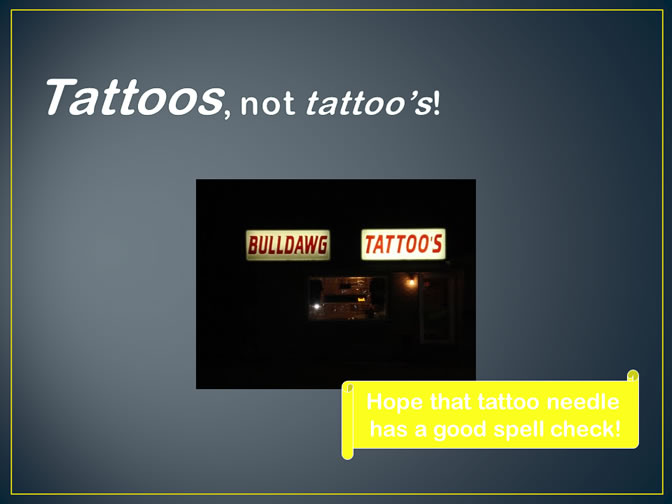 Tattoos, not tattoo’s!
BULLDAWG TATTOO'S
Hope that tattoo needle
has a good spell check!